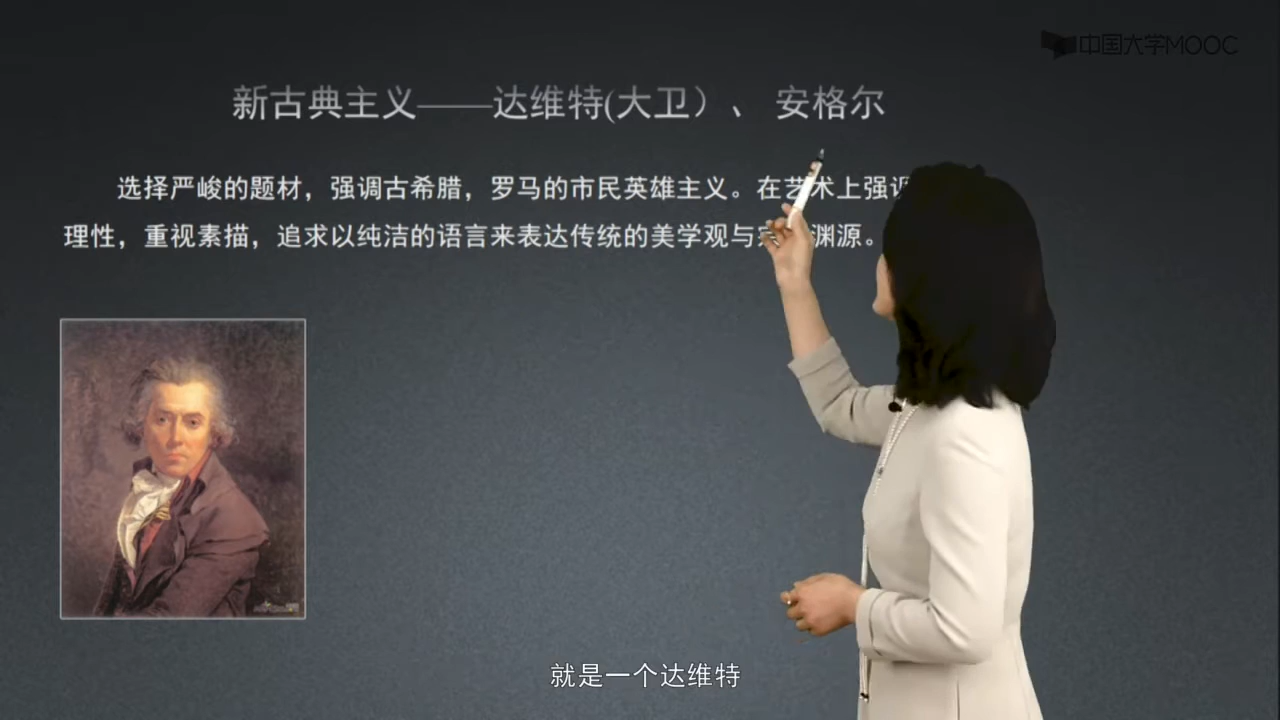 中国大学MOOC
新古典主义——达维特(大卫）、安格尔
选择严峻的题材，强调古希腊，罗马的市民英雄主义。在艺术上强调
理性，重视素描，追求以纯洁的语言来表达传统的美学观与 渊源。
就是一个达维特